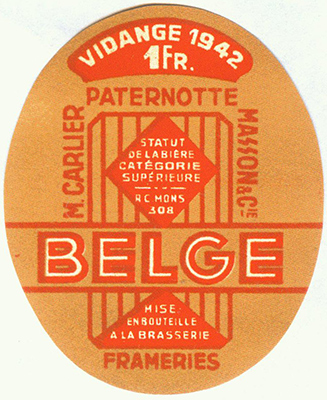 VIDANGE 1942
1FR.
PATERNOTTE
M. CARLIER
MASSON & CIE
STATUT
DE LA BIÈRE
CATÉGORIE
SUPÉRIEURE
R C MONS
308
BELGE
MISE
EN BOUTEILLE
A LA BRASSERIE
FRAMERIES